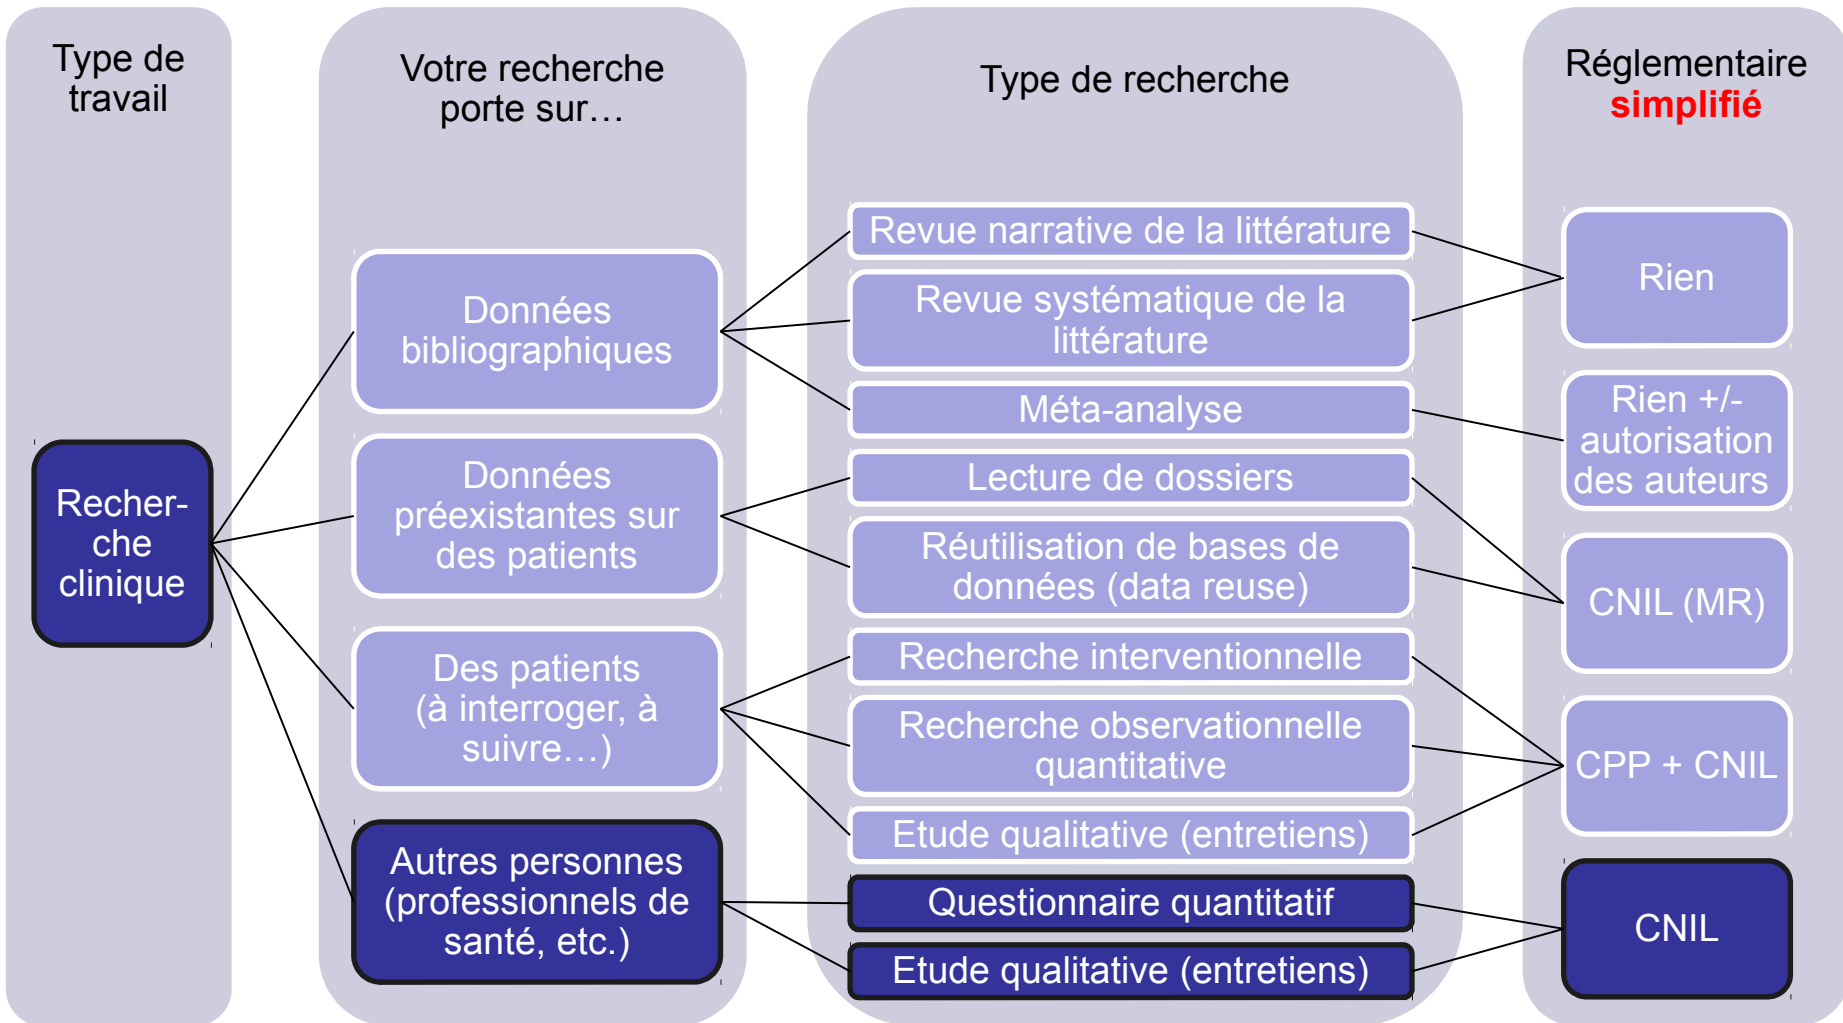 Type de
travail
Votre recherche
porte sur…
Type de recherche
Réglementaire
simplifié
Recher-
che
clinique
Données
bibliographiques
Données
préexistantes sur
des patients
Des patients
(à interroger, à
suivre…)
Autres personnes
(professionnels de
santé, etc.)
Revue narrative de la littérature
Revue systématique de la
littérature
Méta-analyse
Lecture de dossiers
Réutilisation de bases de
données (data reuse)
Recherche interventionnelle
Recherche observationnelle
quantitative
Etude qualitative (entretiens)
Questionnaire quantitatif
Etude qualitative (entretiens)
Rien
Rien +/-
autorisation
des auteurs
CNIL (MR)
CPP + CNIL
CNIL